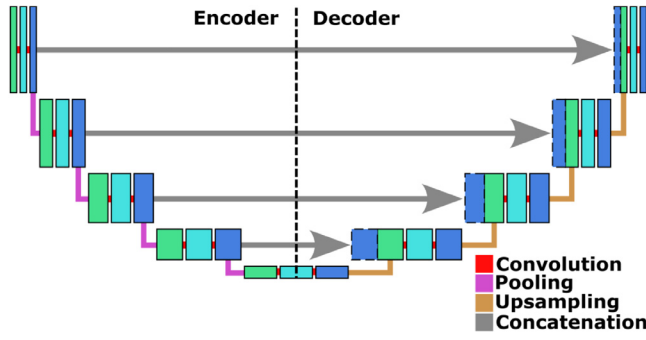 Encoder Decoder
Convolution
Pooling
Upsampling
Concatenation